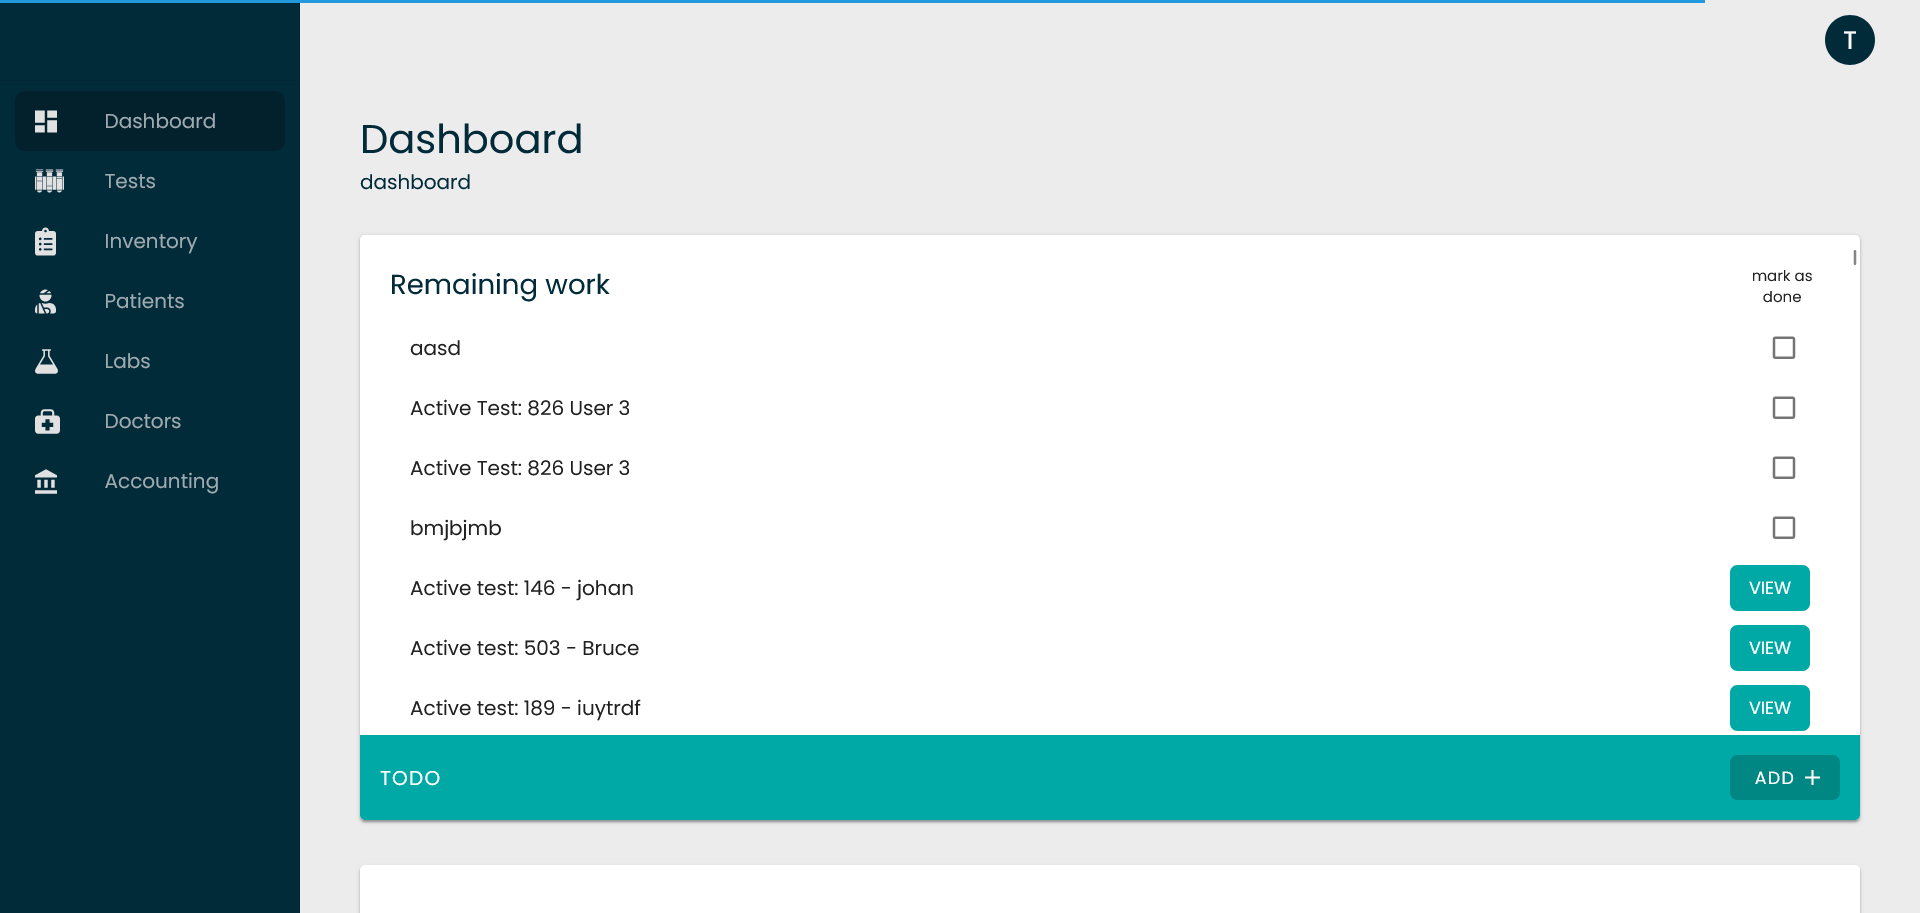 T
Dashboard
Tests
Inventory
Patients
Labs
Doctors
Accounting
Dashboard
dashboard
Remaining work
mark as
done
aasd
Active Test: 826 User 3
Active Test: 826 User 3
bmjbjmb
Active test: 146 - johan
VIEW
Active test: 503 - Bruce
VIEW
Active test: 189 - iuytrdf
VIEW
TODO
ADD +